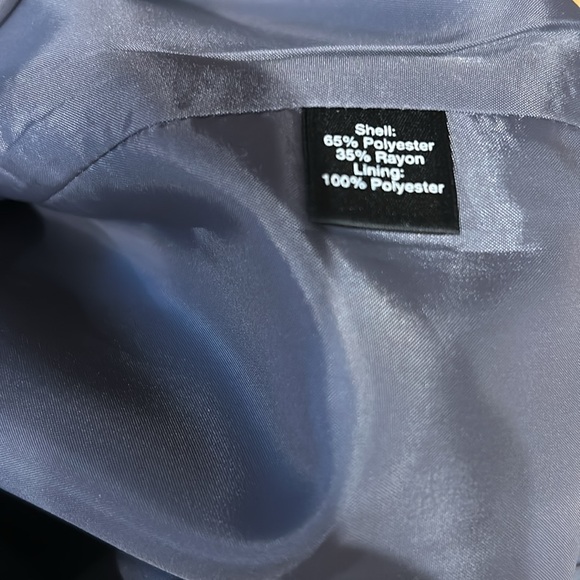 Shell:
65% Polyester
35% Rayon
Lining:
100% Polyester